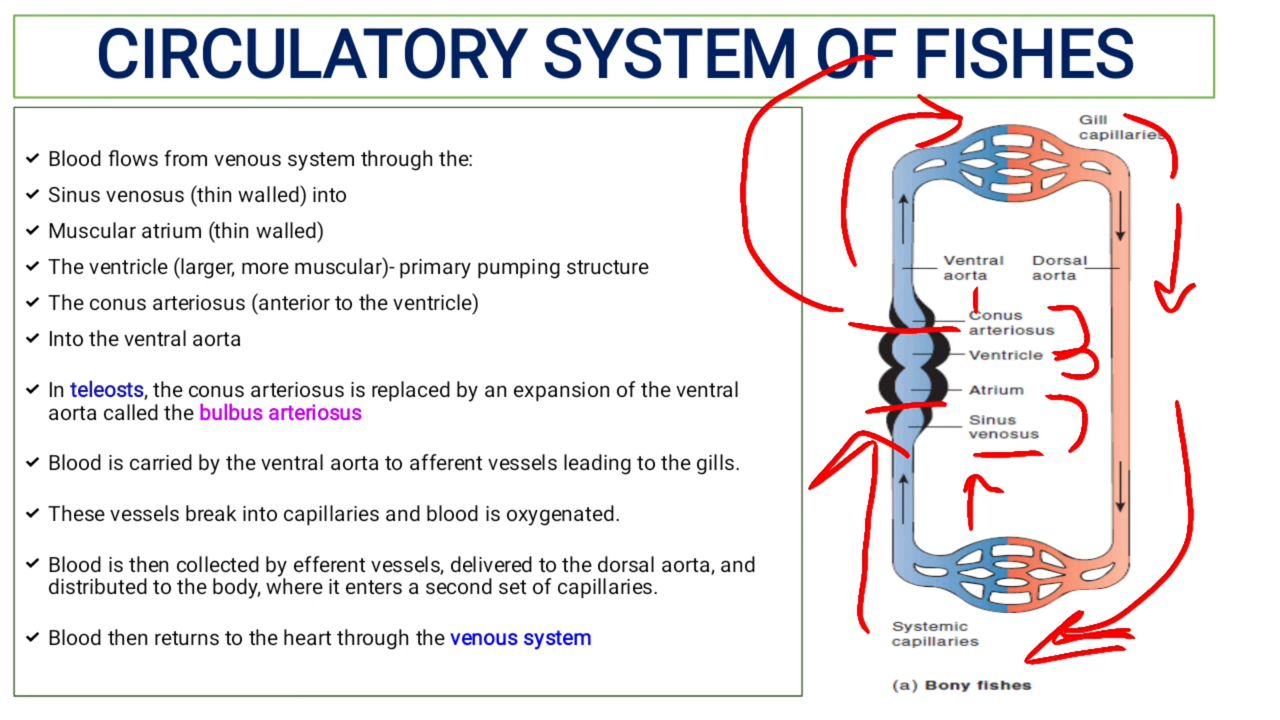 CIRCULATORY SYSTEM OF FISHES
✔ Blood flows from venous system through the:
✔ Sinus venosus (thin walled) into
✔ Muscular atrium (thin walled)
✔ The ventricle (larger, more muscular)- primary pumping structure
✔ The conus arteriosus (anterior to the ventricle)
✔ Into the ventral aorta
✔ In teleosts, the conus arteriosus is replaced by an expansion of the ventral
aorta called the bulbus arteriosus
✔ Blood is carried by the ventral aorta to afferent vessels leading to the gills.
✔ These vessels break into capillaries and blood is oxygenated.
✔ Blood is then collected by efferent vessels, delivered to the dorsal aorta, and
distributed to the body, where it enters a second set of capillaries.
✔ Blood then returns to the heart through the venous system
Gill
capillaries
Ventral
aorta
Dorsal
aorta
Conus
arteriosus
Ventricle
Atrium
Sinus
venosus
Systemic
capillaries
(a) Bony fishes